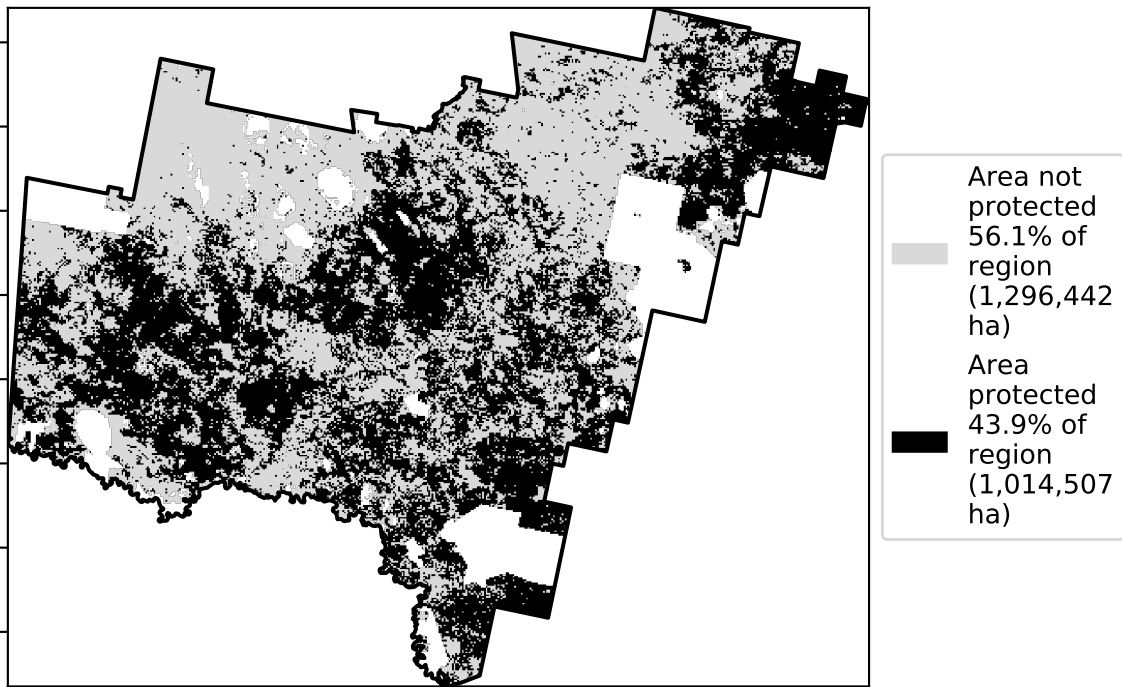 Area not
protected
56.1% of
region
(1,296,442
ha)
Area
protected
43.9% of
region
(1,014,507
ha)